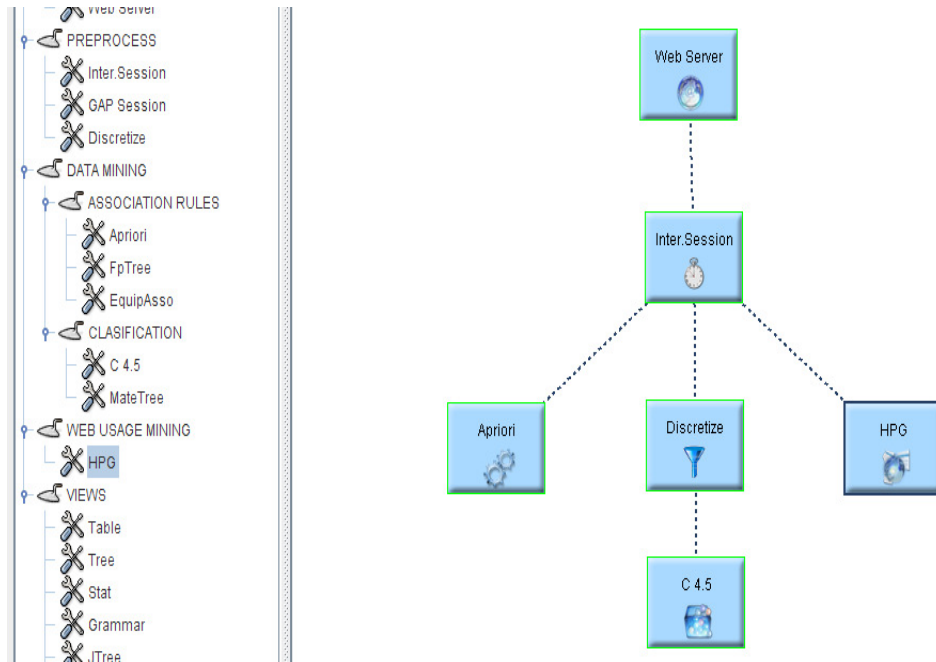 Web Server
PREPROCESS
Inter.Session
GAP Session
Discretize
DATA MINING
ASSOCIATION RULES
Apriori
FpTree
EquipAsso
CLASIFICATION
C 4.5
MateTree
WEB USAGE MINING
HPG
VIEWS
Table
Tree
Stat
Grammar
JTree
Web Server
Inter.Session
Apriori
Discretize
HPG
C 4.5